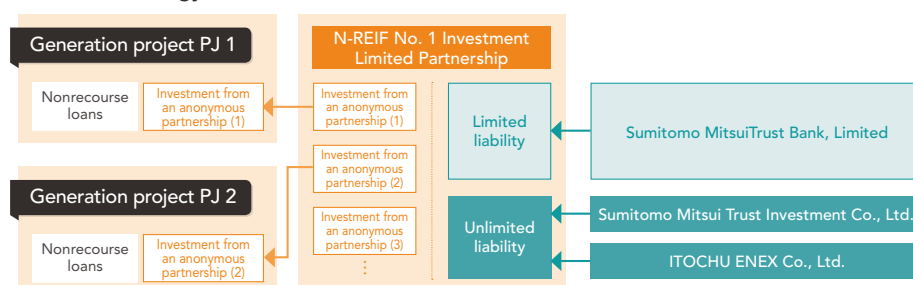 Generation project PJ 1
Nonrecourse
loans
Investment from
an anonymous
partnership (1)
Generation project PJ 2
Nonrecourse
loans
Investment from
an anonymous
partnership (2)
N-REIF No. 1 Investment
Limited Partnership
Investment from
an anonymous
partnership (1)
Investment from
an anonymous
partnership (2)
Investment from
an anonymous
partnership (3)
⋮
Limited
liability
Unlimited
liability
Sumitomo MitsuiTrust Bank, Limited
Sumitomo Mitsui Trust Investment Co., Ltd.
ITOCHU ENEX Co., Ltd.